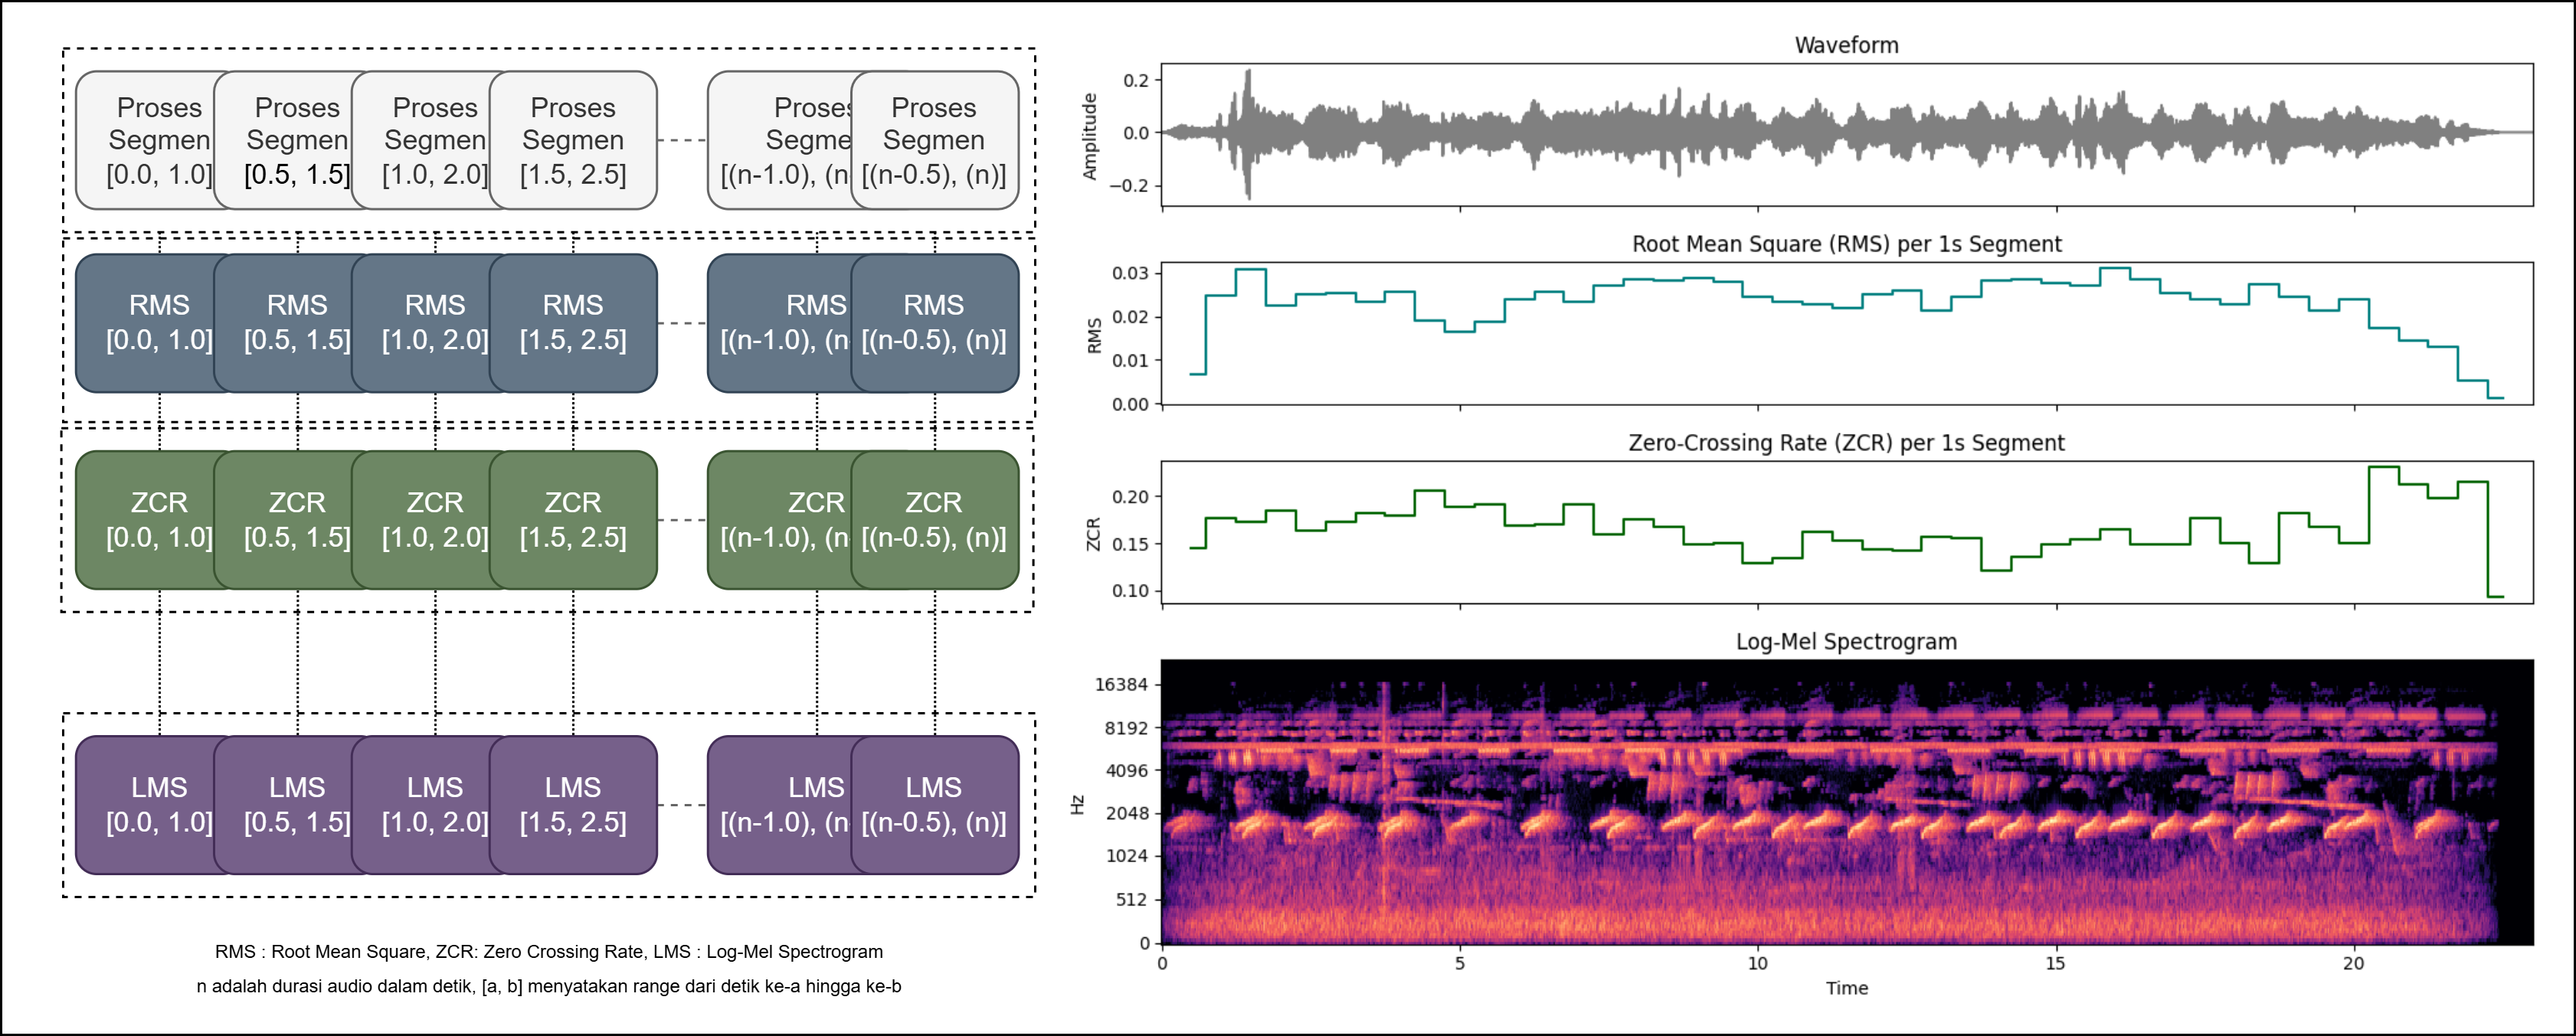 Proses
Segmen
[0.0, 1.0]
Proses
Segmen
[0.5, 1.5]
Proses
Segmen
[1.0, 2.0]
Proses
Segmen
[1.5, 2.5]
Proses
Segme
[(n-1.0), (n
Proses
Segmen
[(n-0.5), (n)]
RMS
[0.0, 1.0]
RMS
[0.5, 1.5]
RMS
[1.0, 2.0]
RMS
[1.5, 2.5]
RMS
[(n-1.0), (n
RMS
[(n-0.5), (n)]
ZCR
[0.0, 1.0]
ZCR
[0.5, 1.5]
ZCR
[1.0, 2.0]
ZCR
[1.5, 2.5]
ZCR
[(n-1.0), (n
ZCR
[(n-0.5), (n)]
LMS
[0.0, 1.0]
LMS
[0.5, 1.5]
LMS
[1.0, 2.0]
LMS
[1.5, 2.5]
LMS
[(n-1.0), (n
LMS
[(n-0.5), (n)]
RMS : Root Mean Square, ZCR: Zero Crossing Rate, LMS : Log-Mel Spectrogram
n adalah durasi audio dalam detik, [a, b] menyatakan range dari detik ke-a hingga ke-b
Waveform
Amplitude
0.2
0.0
−0.2
Root Mean Square (RMS) per 1s Segment
RMS
0.03
0.02
0.01
0.00
Zero-Crossing Rate (ZCR) per 1s Segment
ZCR
0.20
0.15
0.10
Log-Mel Spectrogram
Hz
16384
8192
4096
2048
1024
512
0
0 5 10 15 20
Time